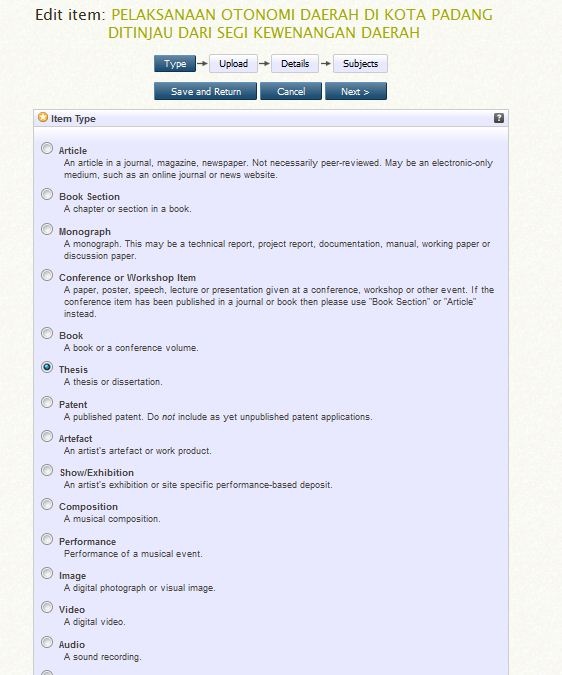 Edit item: PELAKSANAAN OTONOMI DAERAH DI KOTA PADANG
DITINJAU DARI SEGI KEWENANGAN DAERAH
Type → Upload → Details → Subjects
Save and Return Cancel Next >
Item Type ?
Article
An article in a journal, magazine, newspaper. Not necessarily peer-reviewed. May be an electronic-only
medium, such as an online journal or news website.
Book Section
A chapter or section in a book.
Monograph
A monograph. This may be a technical report, project report, documentation, manual, working paper or
discussion paper.
Conference or Workshop Item
A paper, poster, speech, lecture or presentation given at a conference, workshop or other event. If the
conference item has been published in a journal or book then please use "Book Section" or "Article"
instead.
Book
A book or a conference volume.
Thesis
A thesis or dissertation.
Patent
A published patent. Do not include as yet unpublished patent applications.
Artefact
An artist's artefact or work product.
Show/Exhibition
An artist's exhibition or site specific performance-based deposit.
Composition
A musical composition.
Performance
Performance of a musical event.
Image
A digital photograph or visual image.
Video
A digital video.
Audio
A sound recording.